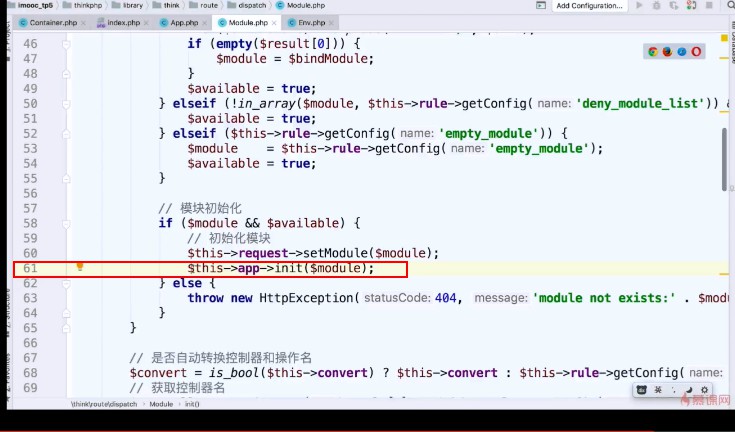 imooc_tp5 thinkphp library think route dispatch Module.php Add Configuration...
Container.php index.php App.php Module.php Env.php
46 if (empty($result[0])) {
47 $module = $bindModule;
48 }
49 $available = true;
50 } elseif (!in_array($module, $this->rule->getConfig( name: 'deny_module_list')) &
51 $available = true;
52 } elseif ($this->rule->getConfig( name: 'empty_module')) {
53 $module = $this->rule->getConfig( name: 'empty_module');
54 $available = true;
55 }
56
57 // 模块初始化
58 if ($module && $available) {
59 // 初始化模块
60 $this->request->setModule($module);
61 $this->app->init($module);
62 } else {
63 throw new HttpException( statusCode: 404, message: 'module not exists:' . $modu
64 }
65 }
66
67 // 是否自动转换控制器和操作名
68 $convert = is_bool($this->convert) ? $this->convert : $this->rule->getConfig( name:
69 // 获取控制器名
英
慕课网
\think\route\dispatch Module init()